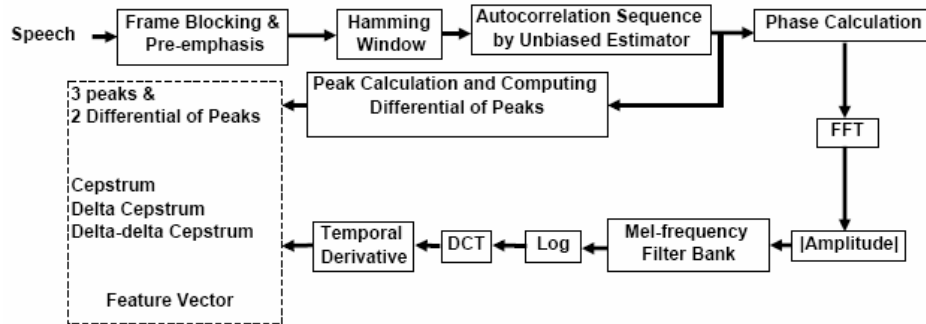 Speech
Frame Blocking &
Pre-emphasis
Hamming
Window
Autocorrelation Sequence
by Unbiased Estimator
Phase Calculation
Peak Calculation and Computing
Differential of Peaks
3 peaks &
2 Differential of Peaks
FFT
Cepstrum
Delta Cepstrum
Delta-delta Cepstrum
Temporal
Derivative
DCT
Log
Mel-frequency
Filter Bank
|Amplitude|
Feature Vector